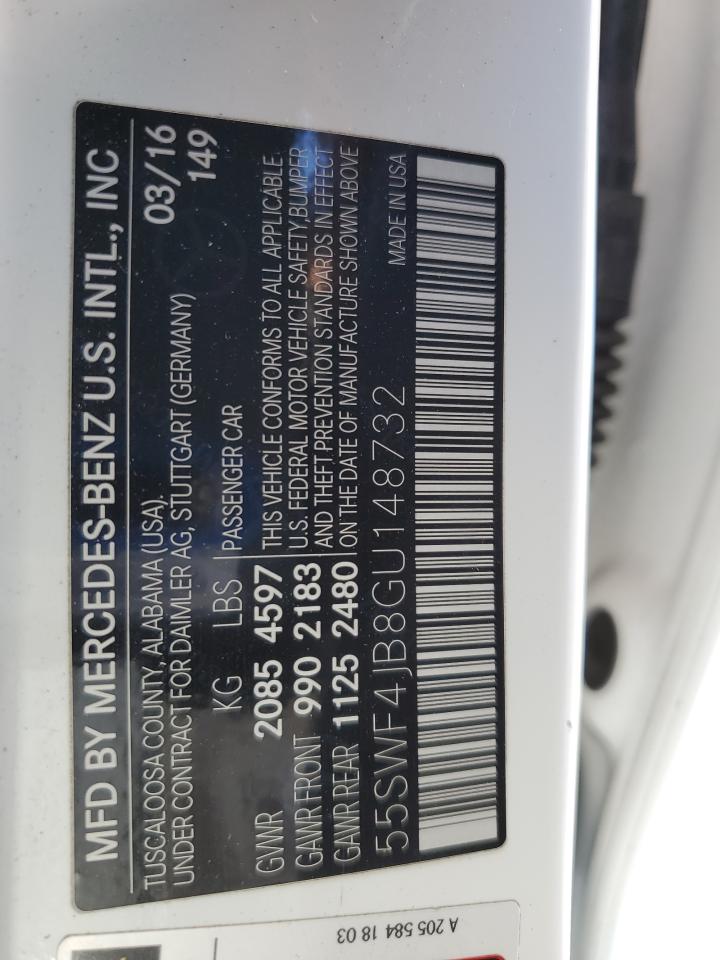 MFD BY MERCEDES-BENZ U.S. INTL., INC
TUSCALOOSA COUNTY, ALABAMA (USA), 03/16
UNDER CONTRACT FOR DAIMLER AG, STUTTGART (GERMANY) 149
KG LBS PASSENGER CAR
GVWR 2085 4597 THIS VEHICLE CONFORMS TO ALL APPLICABLE
GAWR FRONT 990 2183 U.S. FEDERAL MOTOR VEHICLE SAFETY, BUMPER
AND THEFT PREVENTION STANDARDS IN EFFECT
GAWR REAR 1125 2480 ON THE DATE OF MANUFACTURE SHOWN ABOVE
55SWF4JB8GU148732 MADE IN USA
A 205 584 18 03